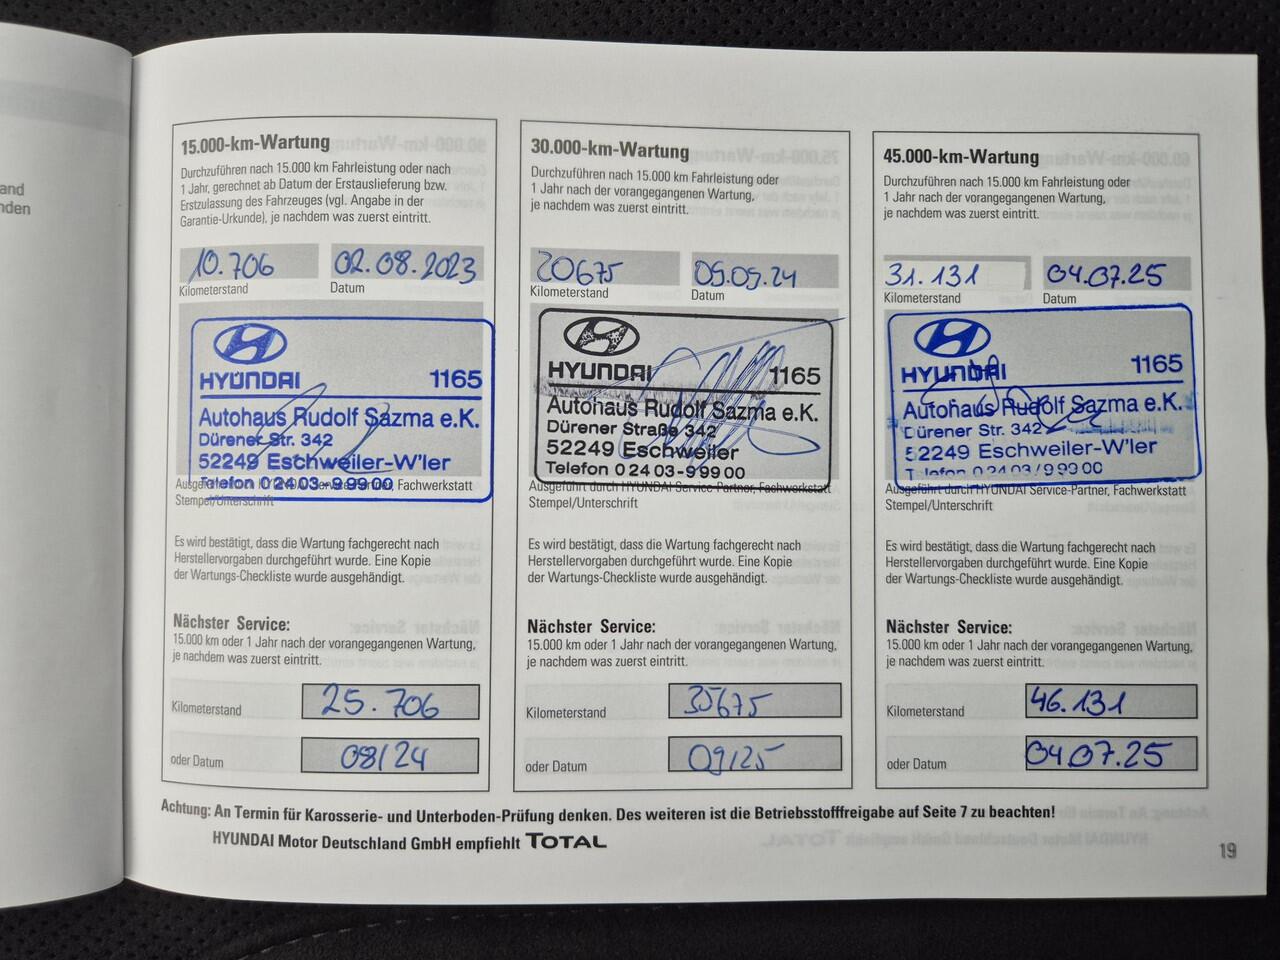 and
nden
15.000-km-Wartung
Durchzuführen nach 15.000 km Fahrleistung oder nach
1 Jahr, gerechnet ab Datum der Erstauslieferung bzw.
Erstzulassung des Fahrzeuges (vgl. Angabe in der
Garantie-Urkunde), je nachdem was zuerst eintritt.
10.706 02.08.2023
Kilometerstand Datum
HYUNDAI 1165
Autohaus Rudolf Sazma e.K.
Dürener Str. 342
52249 Eschweiler-W'ler
Telefon 0 24 03 - 9 99 00
Ausgeführt durch HYUNDAI Service-Partner, Fachwerkstatt
Stempel/Unterschrift
Es wird bestätigt, dass die Wartung fachgerecht nach
Herstellervorgaben durchgeführt wurde. Eine Kopie
der Wartungs-Checkliste wurde ausgehändigt.
Nächster Service:
15.000 km oder 1 Jahr nach der vorangegangenen Wartung,
je nachdem was zuerst eintritt.
Kilometerstand 25.706
oder Datum 08/24
30.000-km-Wartung
Durchzuführen nach 15.000 km Fahrleistung oder
1 Jahr nach der vorangegangenen Wartung,
je nachdem was zuerst eintritt.
20675 09.09.24
Kilometerstand Datum
HYUNDAI 1165
Autohaus Rudolf Sazma e.K.
Dürener Straße 342
52249 Eschweiler
Telefon 0 24 03 - 9 99 00
Ausgeführt durch HYUNDAI Service-Partner, Fachwerkstatt
Stempel/Unterschrift
Es wird bestätigt, dass die Wartung fachgerecht nach
Herstellervorgaben durchgeführt wurde. Eine Kopie
der Wartungs-Checkliste wurde ausgehändigt.
Nächster Service:
15.000 km oder 1 Jahr nach der vorangegangenen Wartung,
je nachdem was zuerst eintritt.
Kilometerstand 35675
oder Datum 09/25
45.000-km-Wartung
Durchzuführen nach 15.000 km Fahrleistung oder
1 Jahr nach der vorangegangenen Wartung,
je nachdem was zuerst eintritt.
31.131 04.07.25
Kilometerstand Datum
HYUNDAI 1165
Autohaus Rudolf Sazma e.K.
Dürener Str. 342
52249 Eschweiler-W'ler
Telefon 0 24 03 / 9 99 00
Ausgeführt durch HYUNDAI Service-Partner, Fachwerkstatt
Stempel/Unterschrift
Es wird bestätigt, dass die Wartung fachgerecht nach
Herstellervorgaben durchgeführt wurde. Eine Kopie
der Wartungs-Checkliste wurde ausgehändigt.
Nächster Service:
15.000 km oder 1 Jahr nach der vorangegangenen Wartung,
je nachdem was zuerst eintritt.
Kilometerstand 46.131
oder Datum 04.07.25
Achtung: An Termin für Karosserie- und Unterboden-Prüfung denken. Des weiteren ist die Betriebsstofffreigabe auf Seite 7 zu beachten!
HYUNDAI Motor Deutschland GmbH empfiehlt TOTAL
19